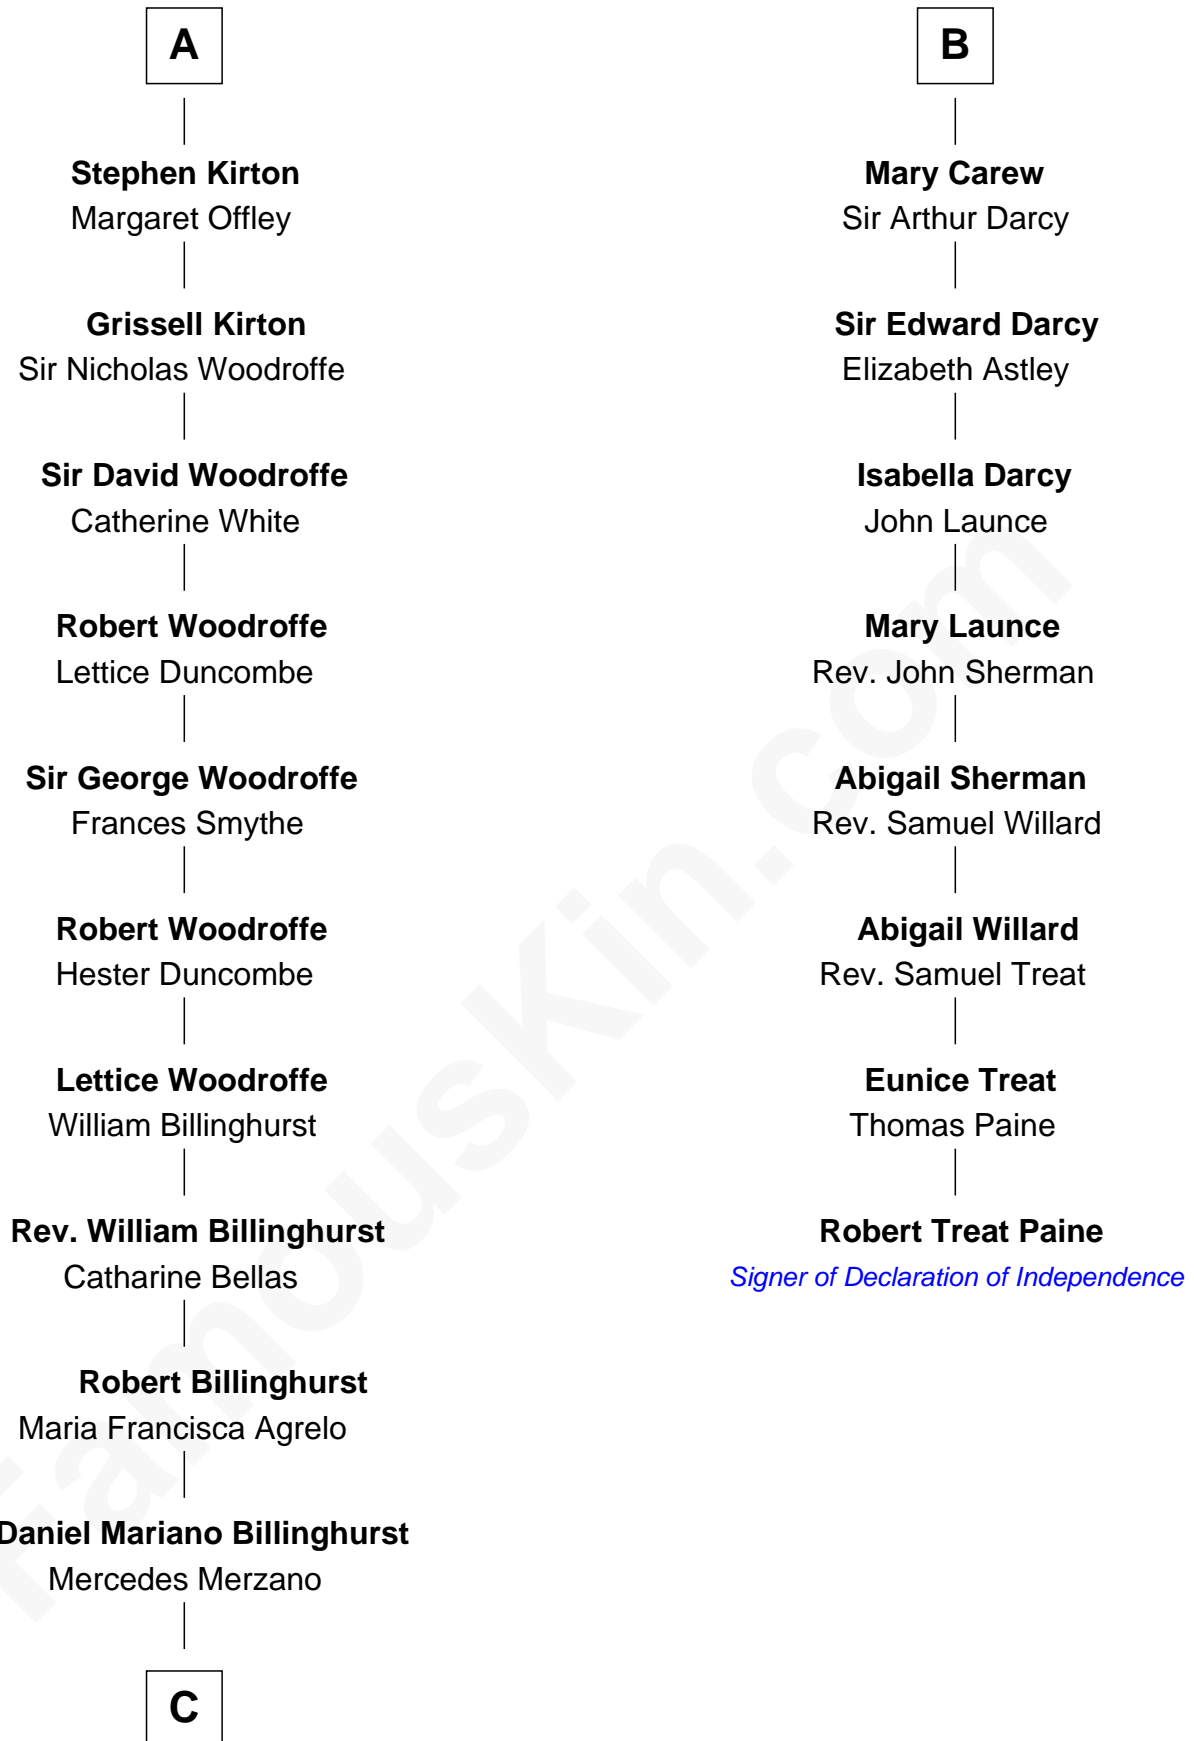 A
Stephen Kirton
Margaret Offley
Grissell Kirton
Sir Nicholas Woodroffe
Sir David Woodroffe
Catherine White
Robert Woodroffe
Lettice Duncombe
Sir George Woodroffe
Frances Smythe
Robert Woodroffe
Hester Duncombe
Lettice Woodroffe
William Billinghurst
Rev. William Billinghurst
Catharine Bellas
Robert Billinghurst
Maria Francisca Agrelo
Daniel Mariano Billinghurst
Mercedes Merzano
C
B
Mary Carew
Sir Arthur Darcy
Sir Edward Darcy
Elizabeth Astley
Isabella Darcy
John Launce
Mary Launce
Rev. John Sherman
Abigail Sherman
Rev. Samuel Willard
Abigail Willard
Rev. Samuel Treat
Eunice Treat
Thomas Paine
Robert Treat Paine
Signer of Declaration of Independence
FamousKin.com